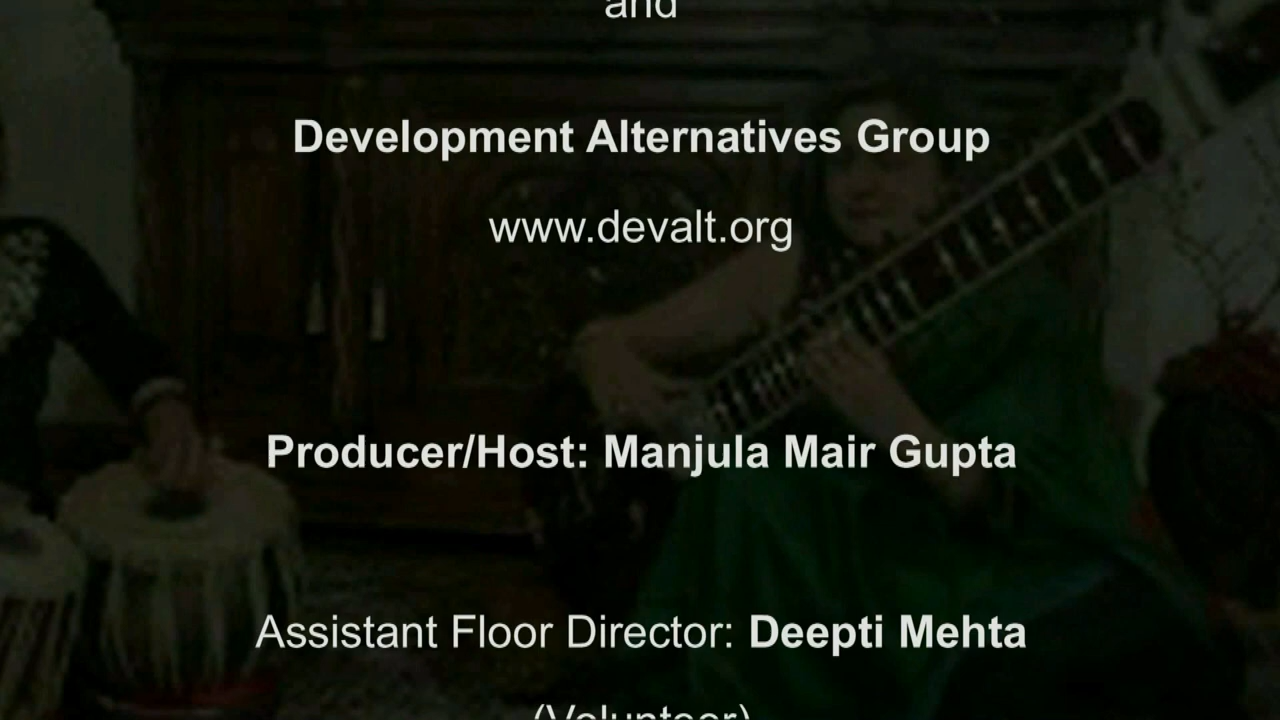 and
Development Alternatives Group
www.devalt.org
Producer/Host: Manjula Mair Gupta
Assistant Floor Director: Deepti Mehta
(Volunteer)